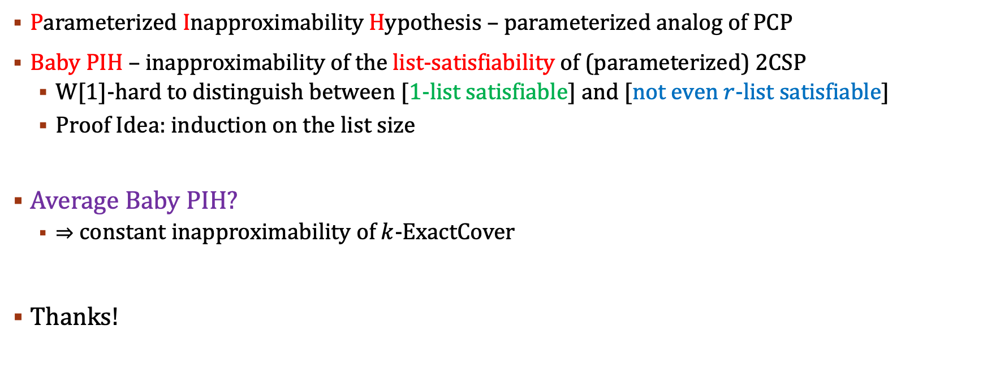 ▪ Parameterized Inapproximability Hypothesis – parameterized analog of PCP
▪ Baby PIH – inapproximability of the list-satisfiability of (parameterized) 2CSP
▪ W[1]-hard to distinguish between [1-list satisfiable] and [not even r-list satisfiable]
▪ Proof Idea: induction on the list size
▪ Average Baby PIH?
▪ ⇒ constant inapproximability of k-ExactCover
▪ Thanks!